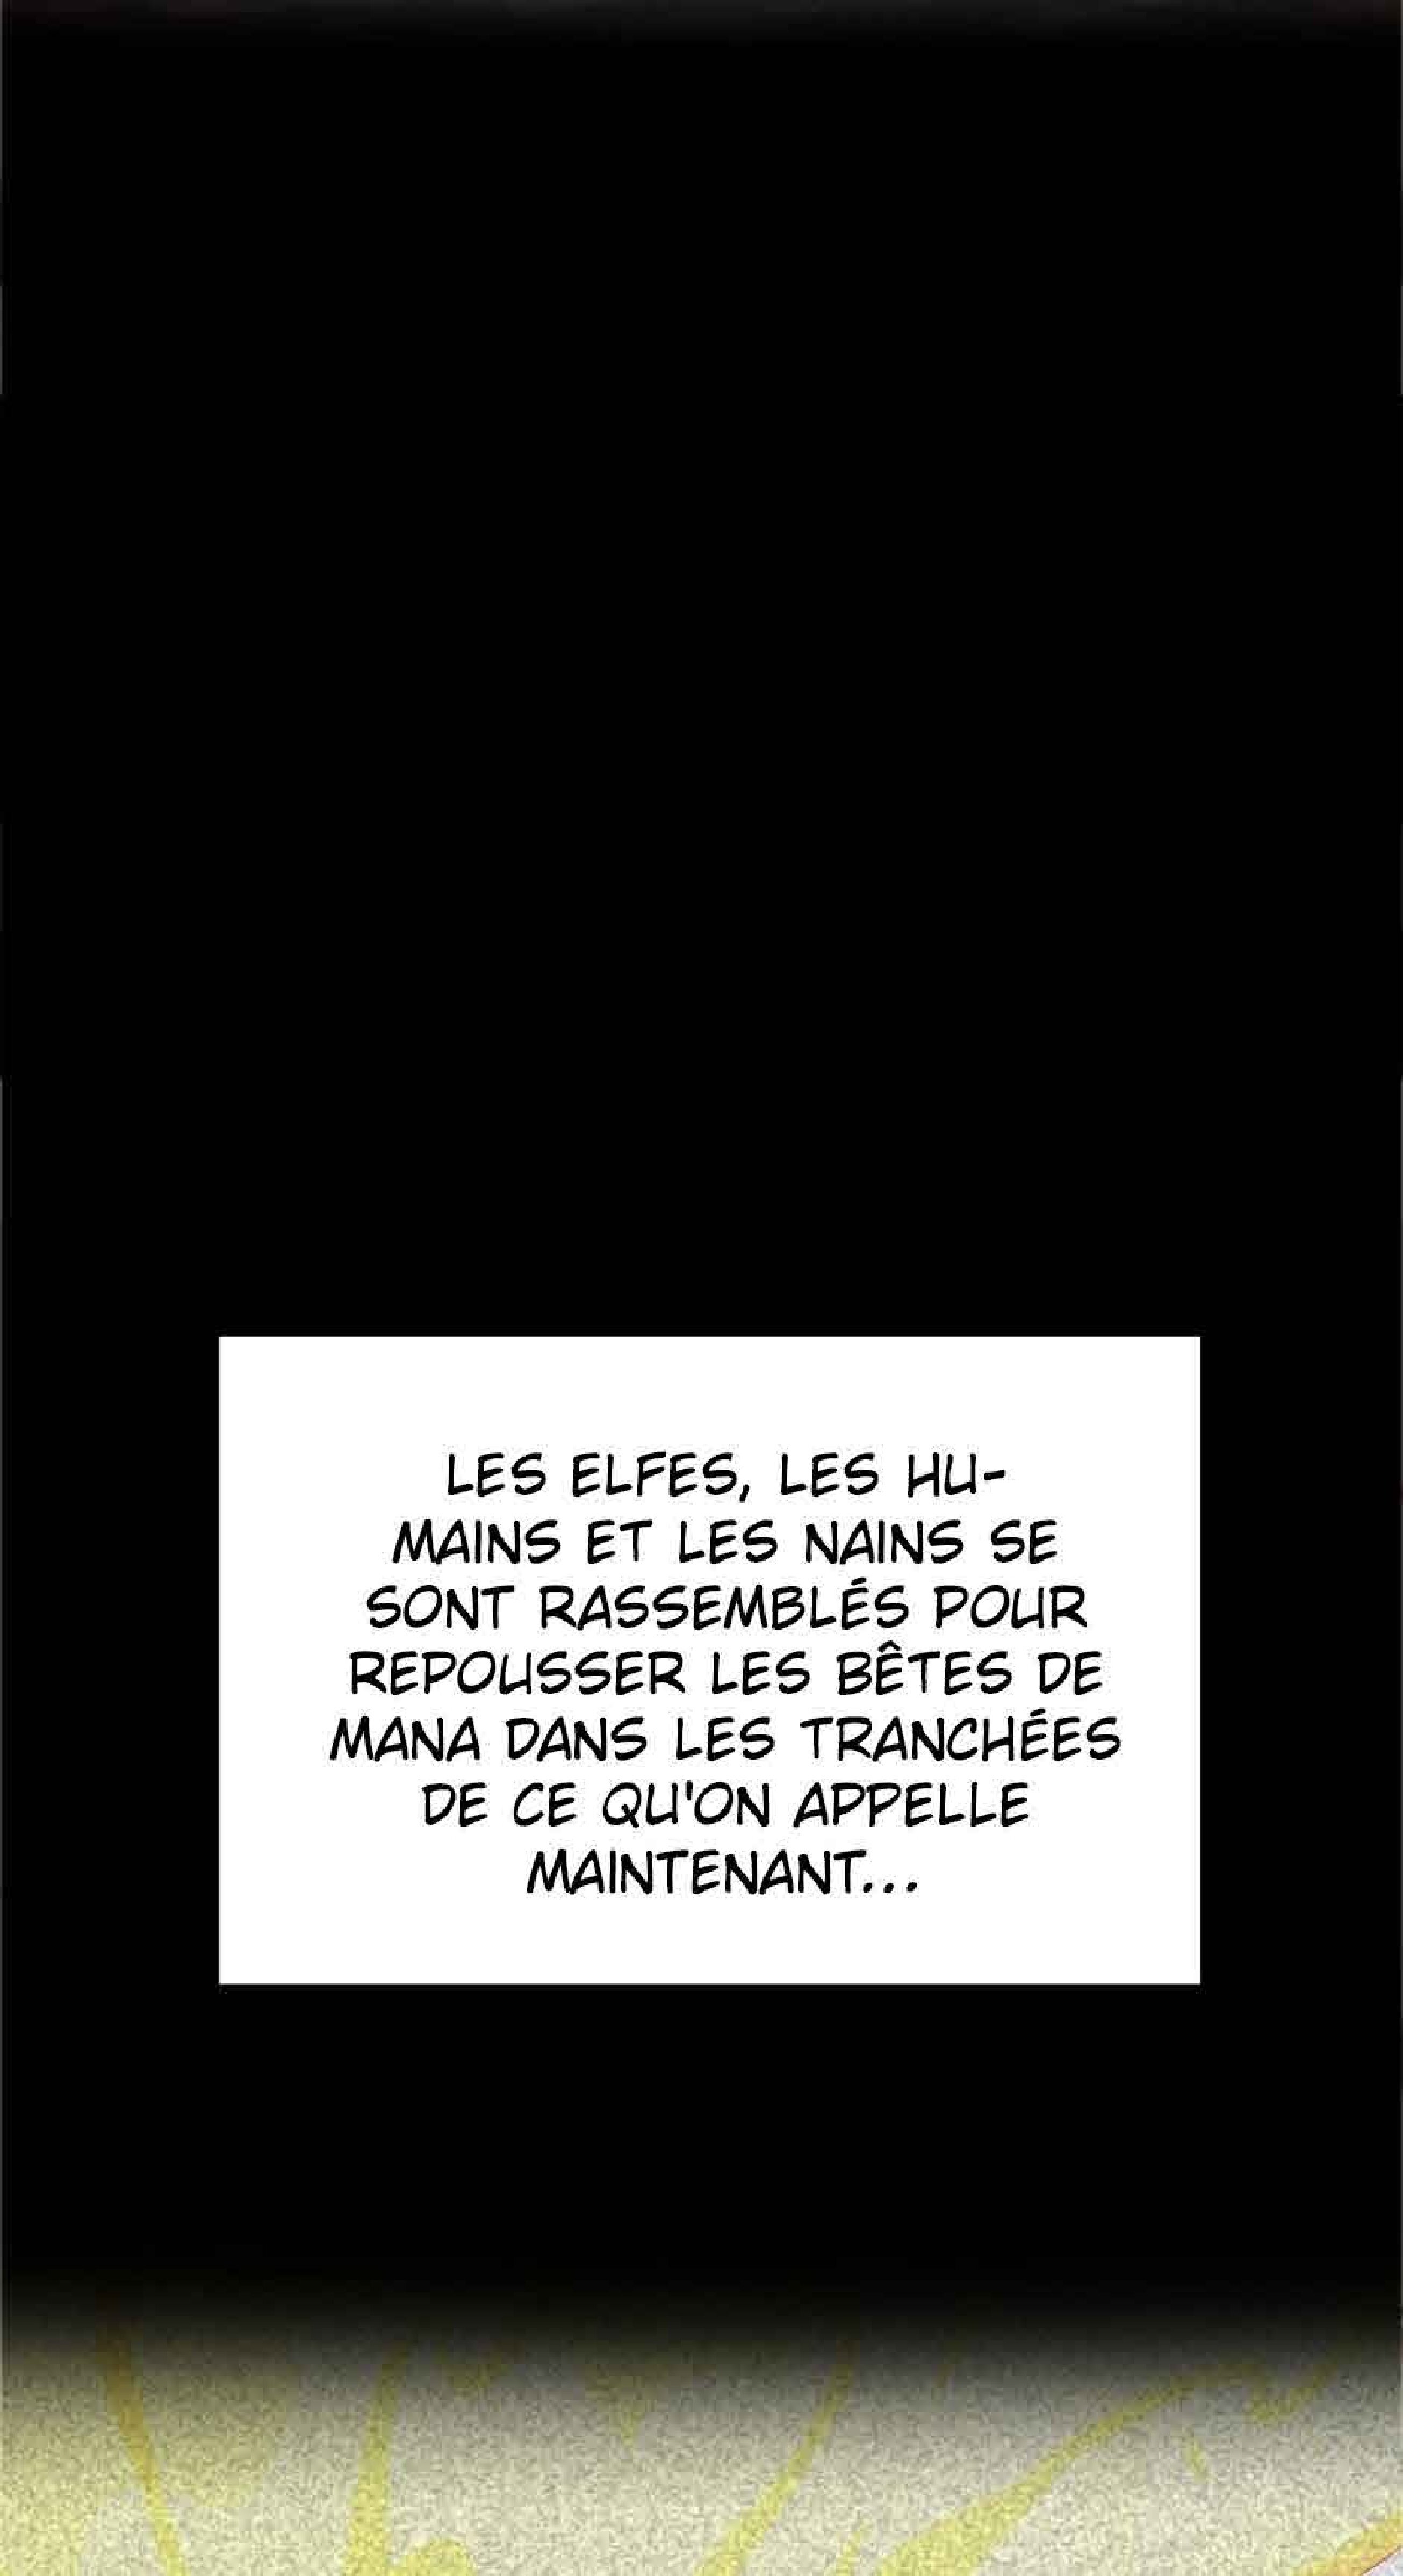 LES ELFES, LES HU-
MAINS ET LES NAINS SE
SONT RASSEMBLÉS POUR
REPOUSSER LES BÊTES DE
MANA DANS LES TRANCHÉES
DE CE QU'ON APPELLE
MAINTENANT...